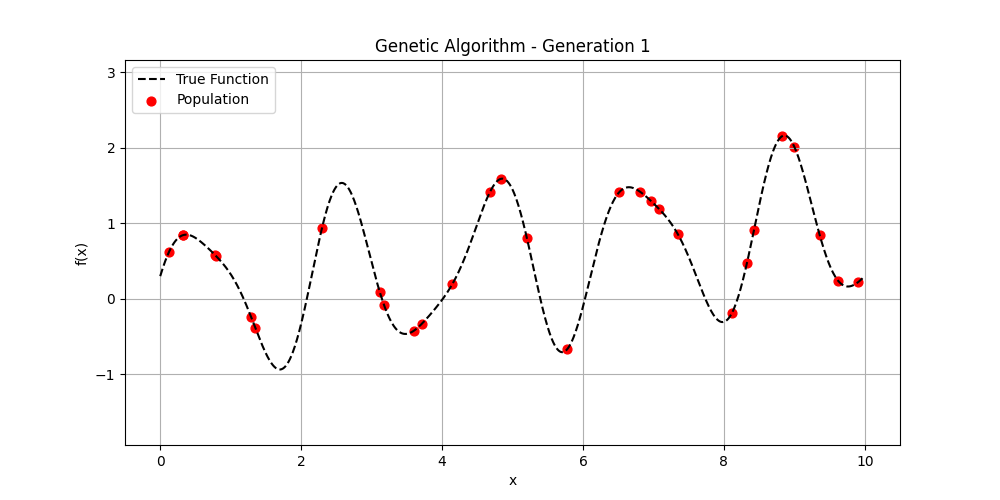 Genetic Algorithm - Generation 1
True Function
Population
f(x)
3
2
1
0
−1
0 2 4 6 8 10
x